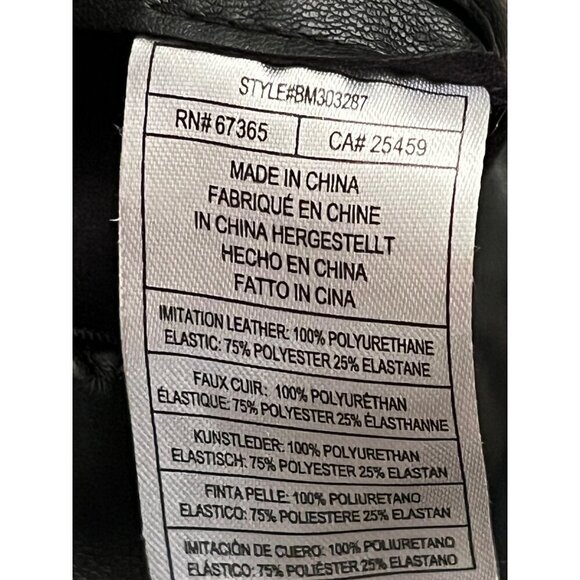 STYLE#BM303287
RN# 67365
CA# 25459
MADE IN CHINA
FABRIQUÉ EN CHINE
IN CHINA HERGESTELLT
HECHO EN CHINA
FATTO IN CINA
IMITATION LEATHER: 100% POLYURETHANE
ELASTIC: 75% POLYESTER 25% ELASTANE
FAUX CUIR: 100% POLYURÉTHAN
ÉLASTIQUE: 75% POLYESTER 25% ÉLASTHANNE
KUNSTLEDER: 100% POLYURETHAN
ELASTISCH: 75% POLYESTER 25% ELASTAN
FINTA PELLE: 100% POLIURETANO
ELASTICO: 75% POLIESTERE 25% ELASTAN
IMITACIÓN DE CUERO: 100% POLIURETANO
ELÁSTICO: 75% POLIÉSTER 25% ELASTANO